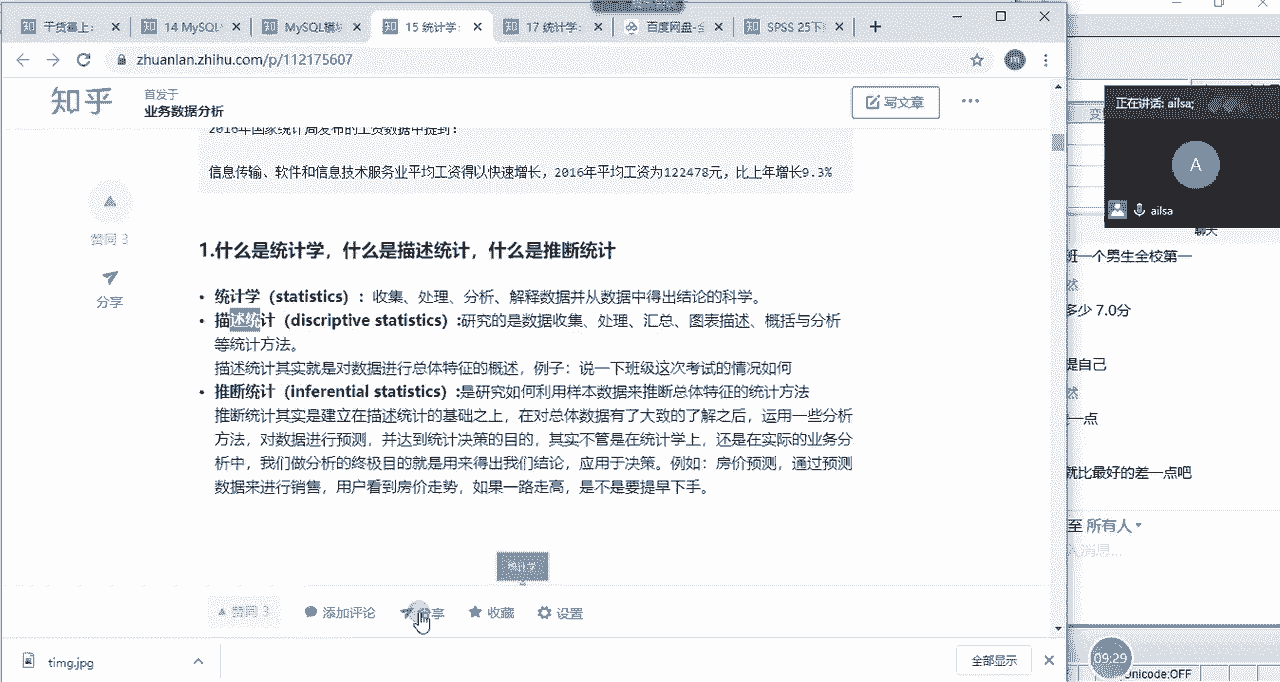 干货篇上：
14 MySQL
MySQL模块
15 统计学：
17 统计学：
百度网盘-全
SPSS 25下
zhuanlan.zhihu.com/p/112175607
m
知乎
首发于
业务数据分析
写文章
2016年国家统计局发布的工资数据中提到：
信息传输、软件和信息技术服务业平均工资得以快速增长，2016年平均工资为122478元，比上年增长9.3%
赞同 3
分享
1.什么是统计学，什么是描述统计，什么是推断统计
• 统计学（statistics）：收集、处理、分析、解释数据并从数据中得出结论的科学。
• 描述统计（discriptive statistics）:研究的是数据收集、处理、汇总、图表描述、概括与分析
等统计方法。
描述统计其实就是对数据进行总体特征的概述，例子：说一下班级这次考试的情况如何
• 推断统计（inferential statistics）:是研究如何利用样本数据来推断总体特征的统计方法
推断统计其实是建立在描述统计的基础之上，在对总体数据有了大致的了解之后，运用一些分析
方法，对数据进行预测，并达到统计决策的目的，其实不管是在统计学上，还是在实际的业务分
析中，我们做分析的终极目的就是用来得出我们结论，应用于决策。例如：房价预测，通过预测
数据来进行销售，用户看到房价走势，如果一路走高，是不是要提早下手。
统计学
赞同 3
添加评论
分享
收藏
设置
timg.jpg
全部显示
变
正在讲话: ailsa;
A
ailsa
聊天
班一个男生全校第一
然
多少 7.0分
是自己
然
一点
就比最好的差一点吧
至 所有人
消息...
09:29
Unicode:OFF